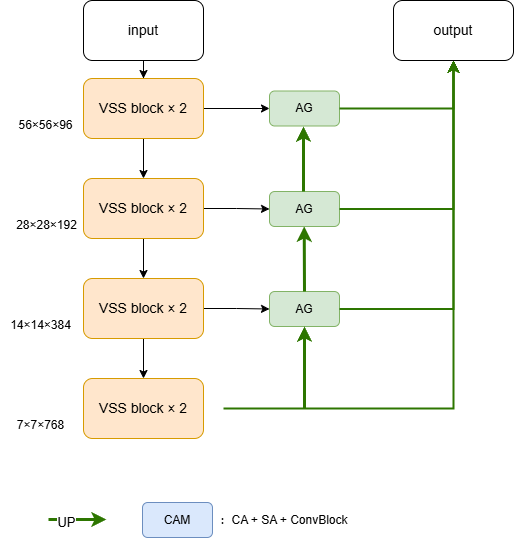 input
output
VSS block × 2
AG
56×56×96
VSS block × 2
AG
28×28×192
VSS block × 2
AG
14×14×384
VSS block × 2
7×7×768
UP
CAM
：CA + SA + ConvBlock